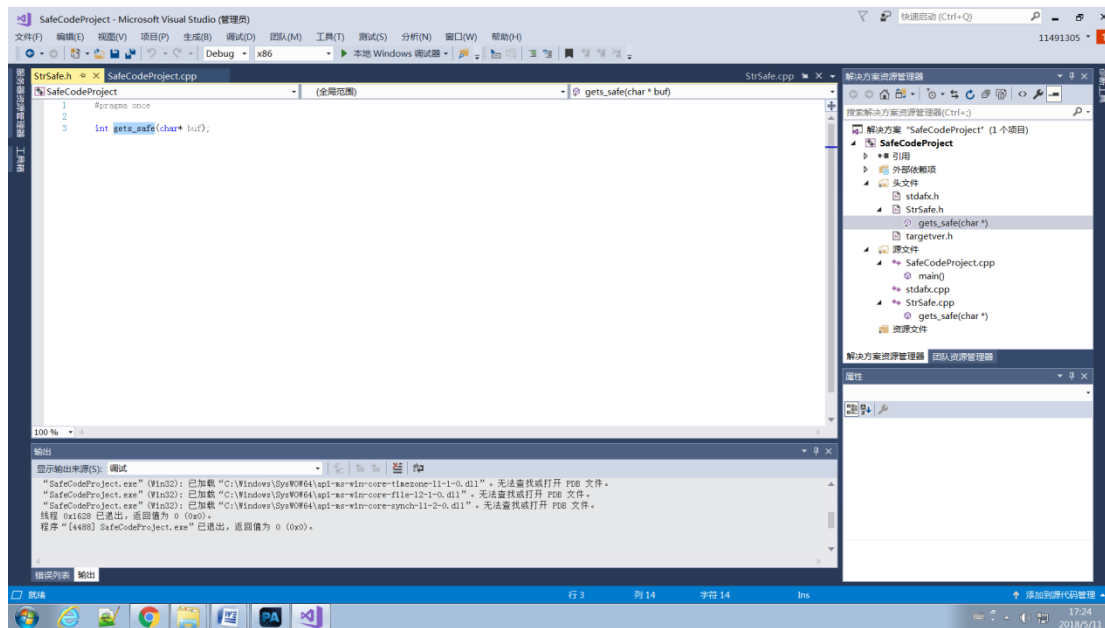 SafeCodeProject - Microsoft Visual Studio (管理员)
快速启动 (Ctrl+Q)
文件(F) 编辑(E) 视图(V) 项目(P) 生成(B) 调试(D) 团队(M) 工具(T) 测试(S) 分析(N) 窗口(W) 帮助(H)
11491305
Debug x86 本地 Windows 调试器
服务器资源管理器
工具箱
StrSafe.h SafeCodeProject.cpp StrSafe.cpp
SafeCodeProject (全局范围) gets_safe(char * buf)
1 #pragma once
2
3 int gets_safe(char* buf);
100 %
输出
显示输出来源(S): 调试
“SafeCodeProject.exe”(Win32): 已加载“C:\Windows\SysWOW64\api-ms-win-core-timezone-l1-1-0.dll”。无法查找或打开 PDB 文件。
“SafeCodeProject.exe”(Win32): 已加载“C:\Windows\SysWOW64\api-ms-win-core-file-l2-1-0.dll”。无法查找或打开 PDB 文件。
“SafeCodeProject.exe”(Win32): 已加载“C:\Windows\SysWOW64\api-ms-win-core-synch-l1-2-0.dll”。无法查找或打开 PDB 文件。
线程 0x1628 已退出,返回值为 0 (0x0)。
程序“[4488] SafeCodeProject.exe”已退出,返回值为 0 (0x0)。
错误列表 输出
解决方案资源管理器
搜索解决方案资源管理器(Ctrl+;)
解决方案 "SafeCodeProject" (1 个项目)
SafeCodeProject
引用
外部依赖项
头文件
stdafx.h
StrSafe.h
gets_safe(char *)
targetver.h
源文件
SafeCodeProject.cpp
main()
stdafx.cpp
StrSafe.cpp
gets_safe(char *)
资源文件
解决方案资源管理器 团队资源管理器
属性
就绪 行 3 列 14 字符 14 Ins 添加到源代码管理
PA
17:24
2018/5/11